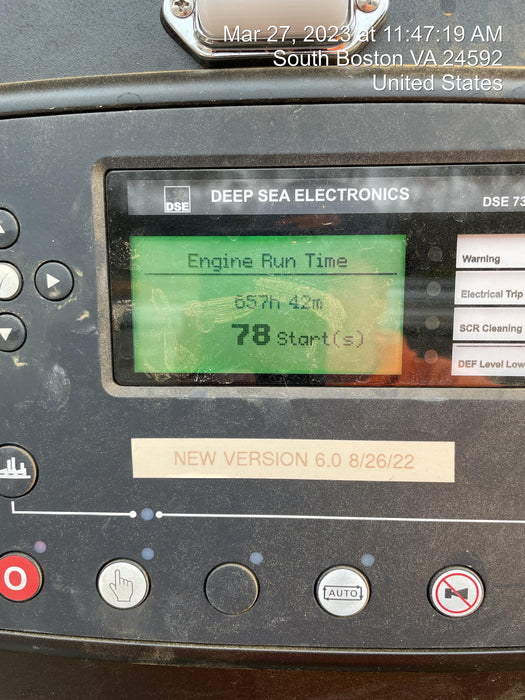 Mar 27, 2023 at 11:47:19 AM
South Boston VA 24592
United States
DSE
DEEP SEA ELECTRONICS
DSE 73
Engine Run Time
657h 42m
78 Start(s)
Warning
Electrical Trip
SCR Cleaning
DEF Level Low
NEW VERSION 6.0 8/26/22
O
AUTO